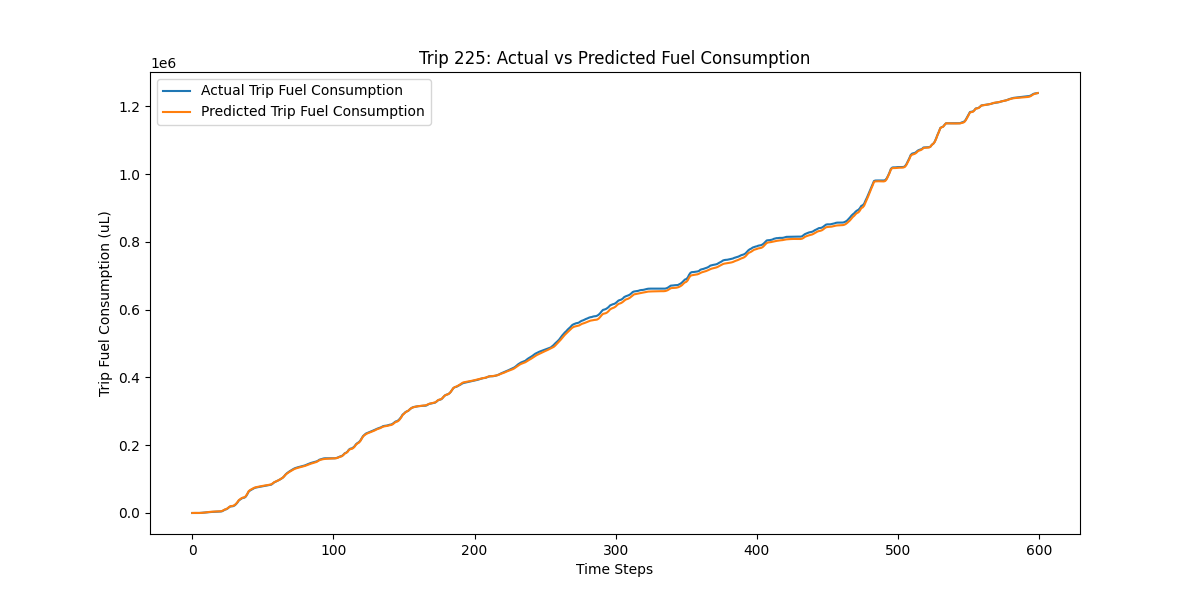 Trip 225: Actual vs Predicted Fuel Consumption
1e6
Actual Trip Fuel Consumption
Predicted Trip Fuel Consumption
1.2
1.0
0.8
0.6
0.4
0.2
0.0
Trip Fuel Consumption (uL)
0 100 200 300 400 500 600
Time Steps